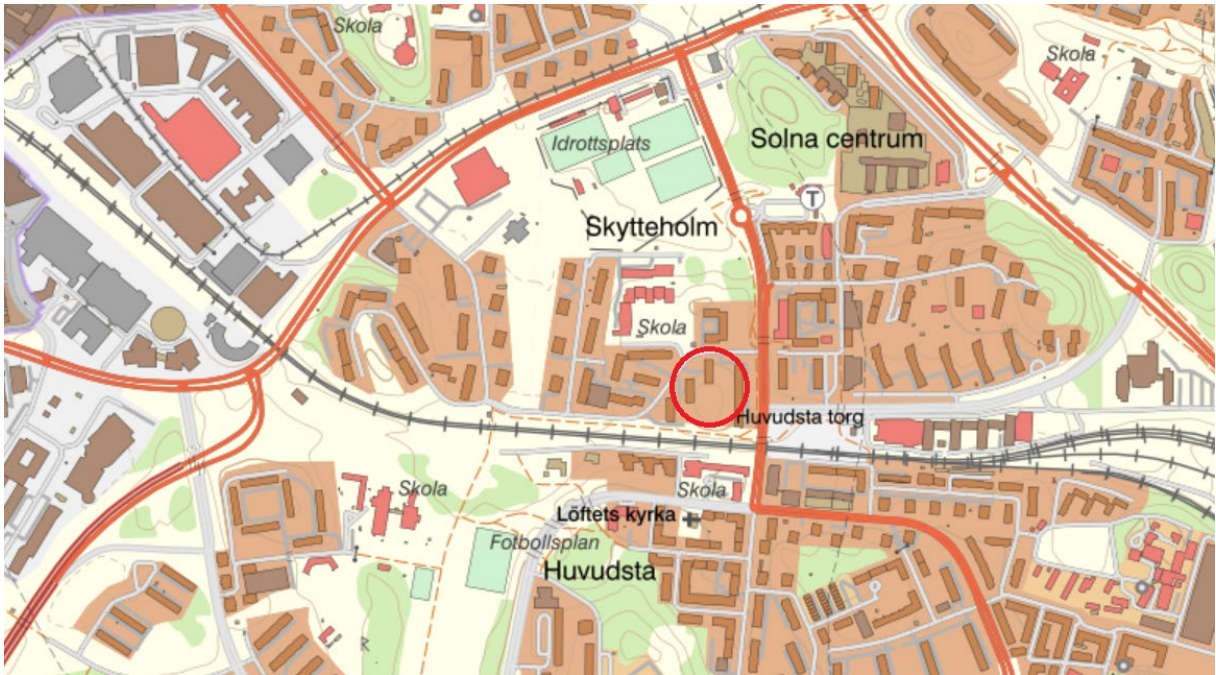 Skola
Skola
Idrottsplats
Solna centrum
T
Skytteholm
Skola
Huvudsta torg
Skola
Skola
Löftets kyrka
Fotbollsplan
Huvudsta